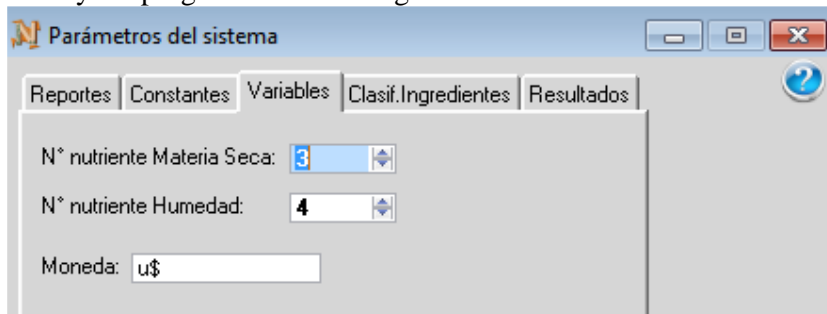 Parámetros del sistema
Reportes Constantes Variables Clasif.Ingredientes Resultados
N° nutriente Materia Seca: 3
N° nutriente Humedad: 4
Moneda: u$